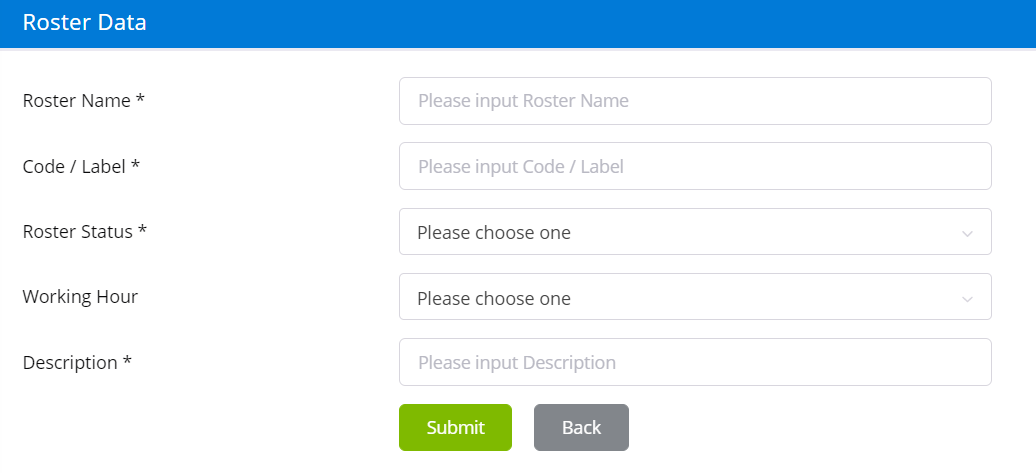 Roster Data
Roster Name * Please input Roster Name
Code / Label * Please input Code / Label
Roster Status * Please choose one
Working Hour Please choose one
Description * Please input Description
Submit Back